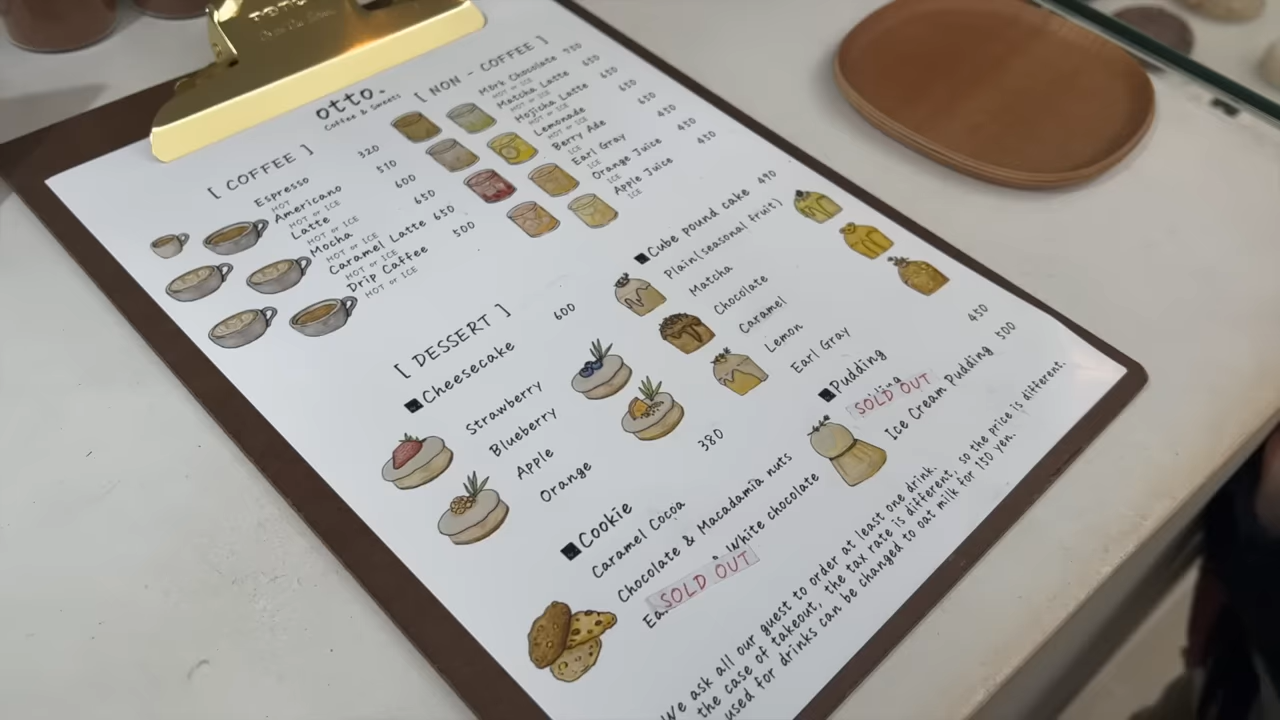 otto.
Coffee & Sweets
[ COFFEE ]
Espresso 320
HOT
Americano 510
HOT or ICE
Latte 600
HOT or ICE
Mocha 650
HOT or ICE
Caramel Latte 650
HOT or ICE
Drip Caffee 500
HOT or ICE
[ NON - COFFEE ]
Mörk Chocolate 750
HOT or ICE
Matcha Latte 650
HOT or ICE
Hojicha Latte 650
HOT or ICE
Lemonade 650
HOT or ICE
Berry Ade 650
ICE
Earl Gray 450
ICE
Orange Juice 450
ICE
Apple Juice 450
ICE
[ DESSERT ]
Cheesecake 600
Strawberry
Blueberry
Apple
Orange
Cookie 380
Caramel Cocoa
Chocolate & Macadamia nuts
& White chocolate
SOLD OUT
Cube pound cake 490
Plain(seasonal fruit)
Matcha
Chocolate
Caramel
Lemon
Earl Gray
Pudding 450
SOLD OUT
Ice Cream Pudding 500
We ask all our guest to order at least one drink.
the case of takeout, the tax rate is different, so the price is different.
used for drinks can be changed to oat milk for 150 yen.